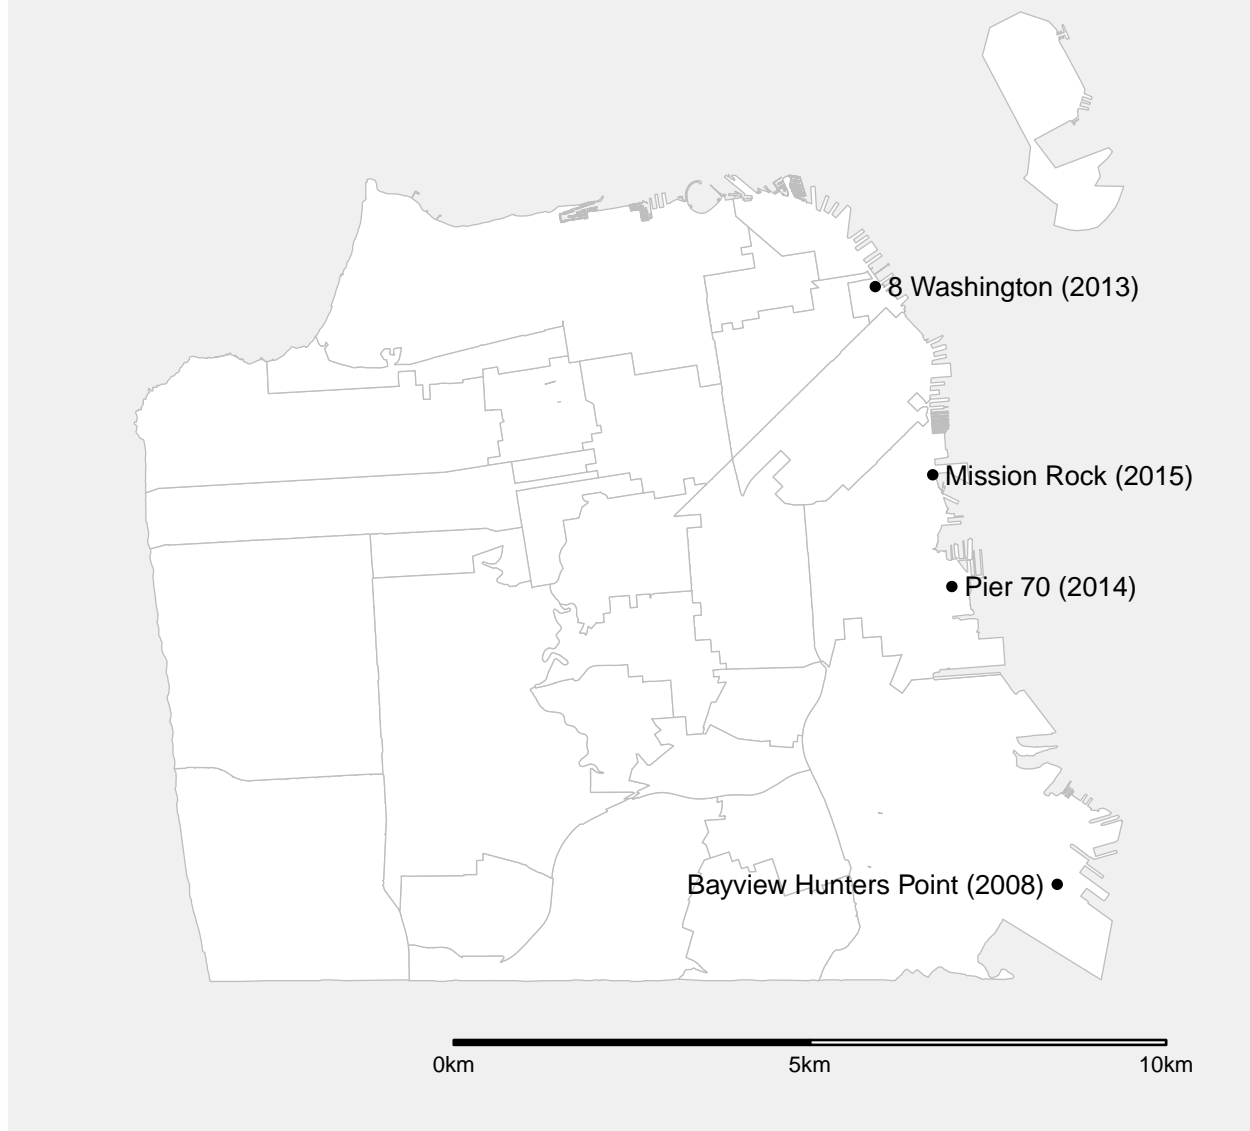 8 Washington (2013)
Mission Rock (2015)
Pier 70 (2014)
Bayview Hunters Point (2008)
0km 5km 10km